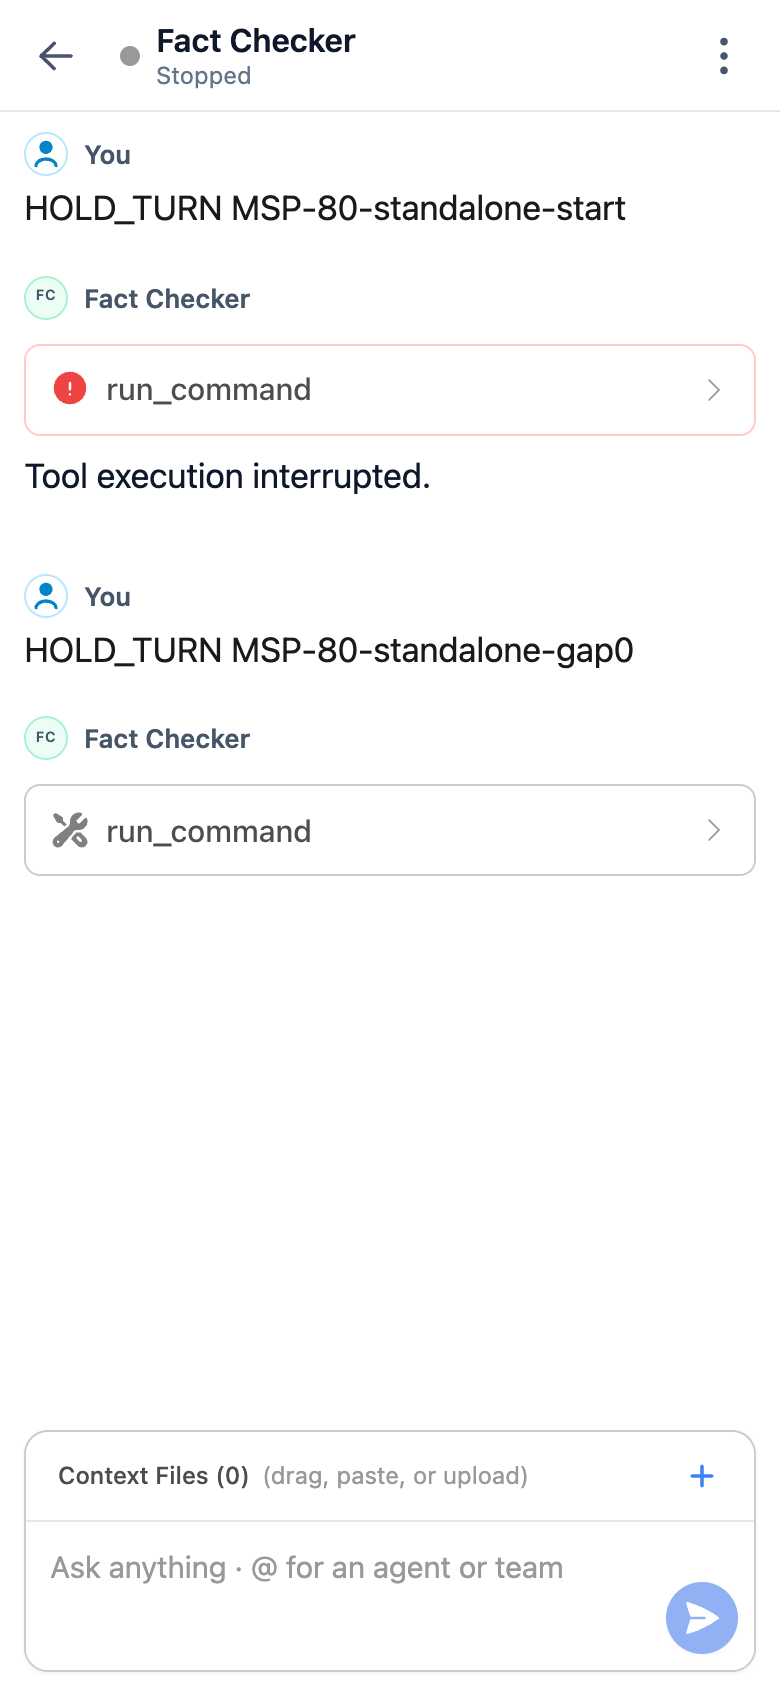 Fact Checker
Stopped
You
HOLD_TURN MSP-80-standalone-start
FC Fact Checker
run_command
Tool execution interrupted.
You
HOLD_TURN MSP-80-standalone-gap0
FC Fact Checker
run_command
Context Files (0) (drag, paste, or upload)
Ask anything · @ for an agent or team